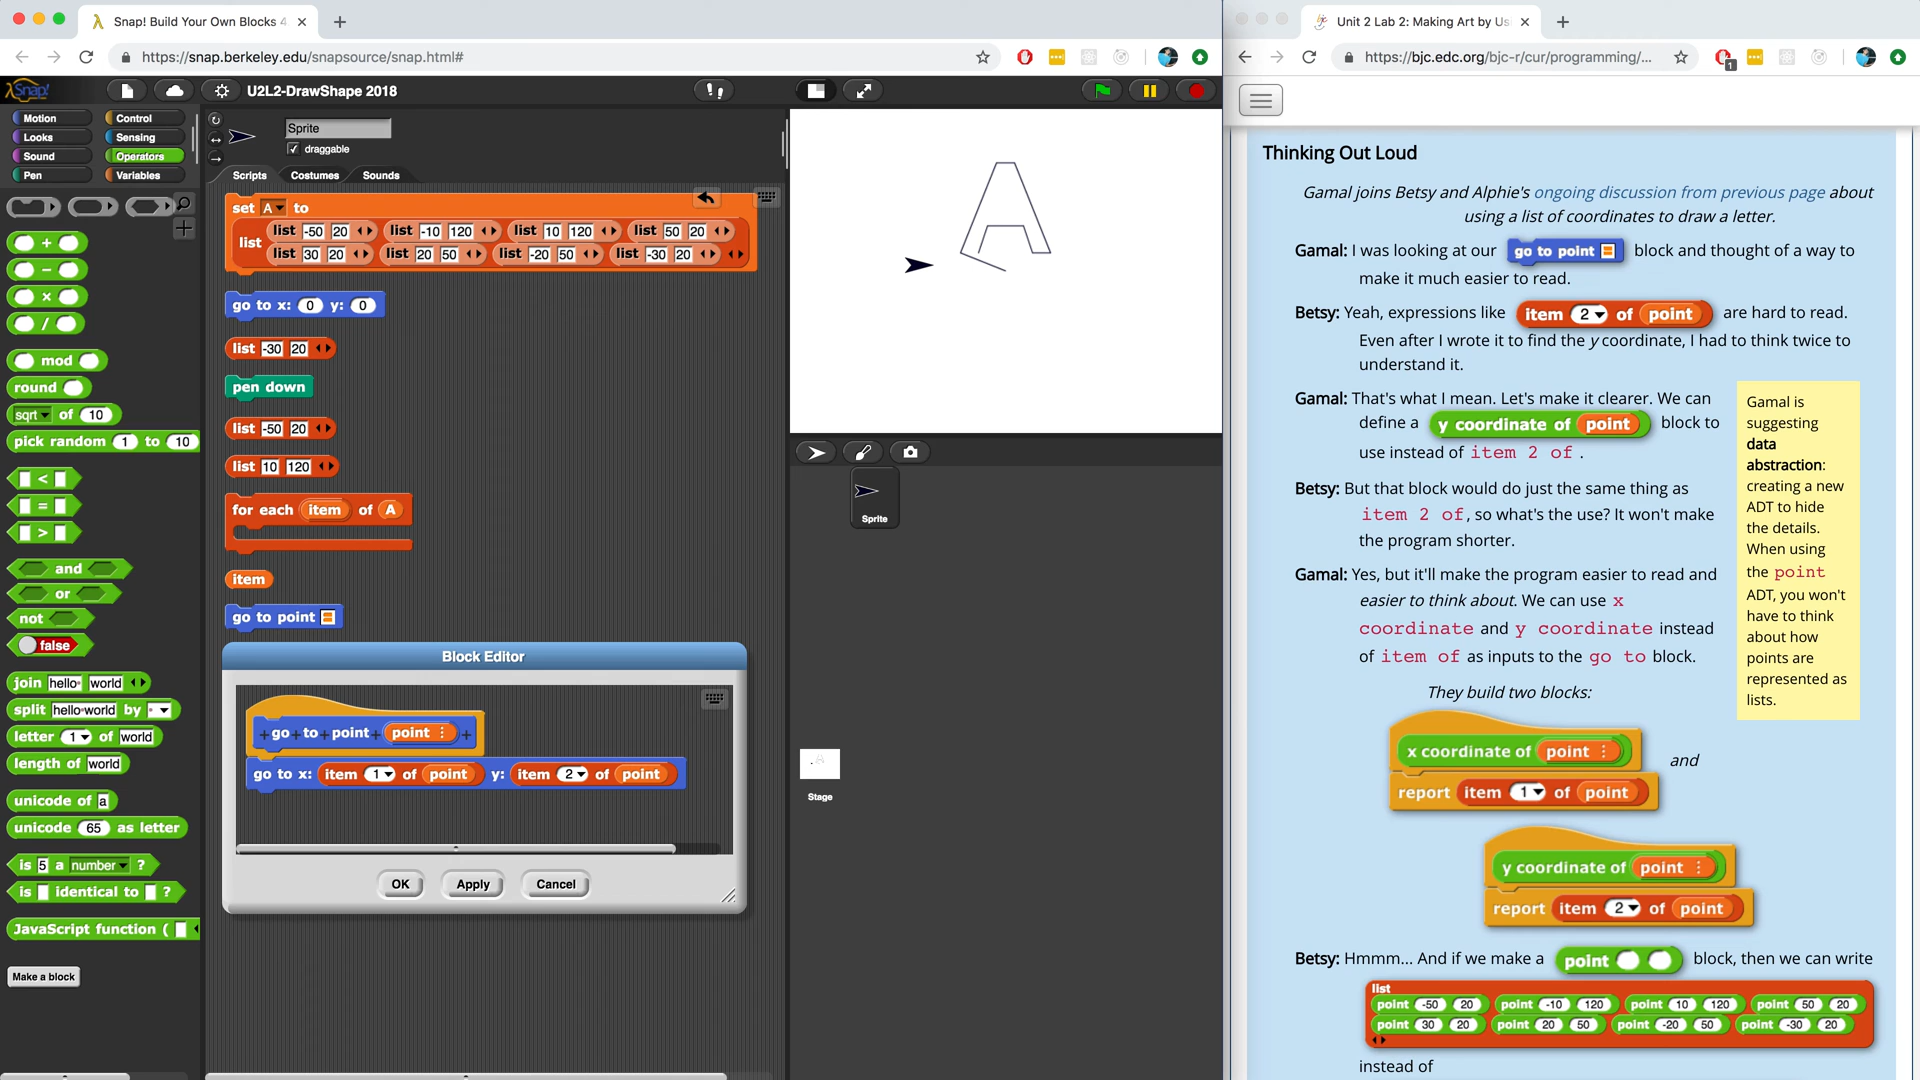 Snap! Build Your Own Blocks 4
https://snap.berkeley.edu/snapsource/snap.html#
Snap!
U2L2-DrawShape 2018
Motion
Control
Looks
Sensing
Sound
Operators
Pen
Variables
+
−
×
/
mod
round
sqrt of 10
pick random 1 to 10
<
=
>
and
or
not
false
join hello world
split hello world by
letter 1 of world
length of world
unicode of a
unicode 65 as letter
is 5 a number ?
is identical to ?
JavaScript function (
Make a block
Sprite
draggable
Scripts Costumes Sounds
set A to
list list -50 20 list -10 120 list 10 120 list 50 20
list 30 20 list 20 50 list -20 50 list -30 20
go to x: 0 y: 0
list -30 20
pen down
list -50 20
list 10 120
for each item of A
item
go to point
Block Editor
+ go + to + point + point +
go to x: item 1 of point y: item 2 of point
OK Apply Cancel
A
Sprite
Stage
Unit 2 Lab 2: Making Art by Us
https://bjc.edc.org/bjc-r/cur/programming/...
1
Thinking Out Loud
Gamal joins Betsy and Alphie's ongoing discussion from previous page about
using a list of coordinates to draw a letter.
Gamal: I was looking at our go to point block and thought of a way to
make it much easier to read.
Betsy: Yeah, expressions like item 2 of point are hard to read.
Even after I wrote it to find the y coordinate, I had to think twice to
understand it.
Gamal: That's what I mean. Let's make it clearer. We can
define a y coordinate of point block to
use instead of item 2 of .
Betsy: But that block would do just the same thing as
item 2 of, so what's the use? It won't make
the program shorter.
Gamal: Yes, but it'll make the program easier to read and
easier to think about. We can use x
coordinate and y coordinate instead
of item of as inputs to the go to block.
Gamal is
suggesting
data
abstraction:
creating a new
ADT to hide
the details.
When using
the point
ADT, you won't
have to think
about how
points are
represented as
lists.
They build two blocks:
x coordinate of point
report item 1 of point
and
y coordinate of point
report item 2 of point
Betsy: Hmmm... And if we make a point block, then we can write
list
point -50 20 point -10 120 point 10 120 point 50 20
point 30 20 point 20 50 point -20 50 point -30 20
instead of